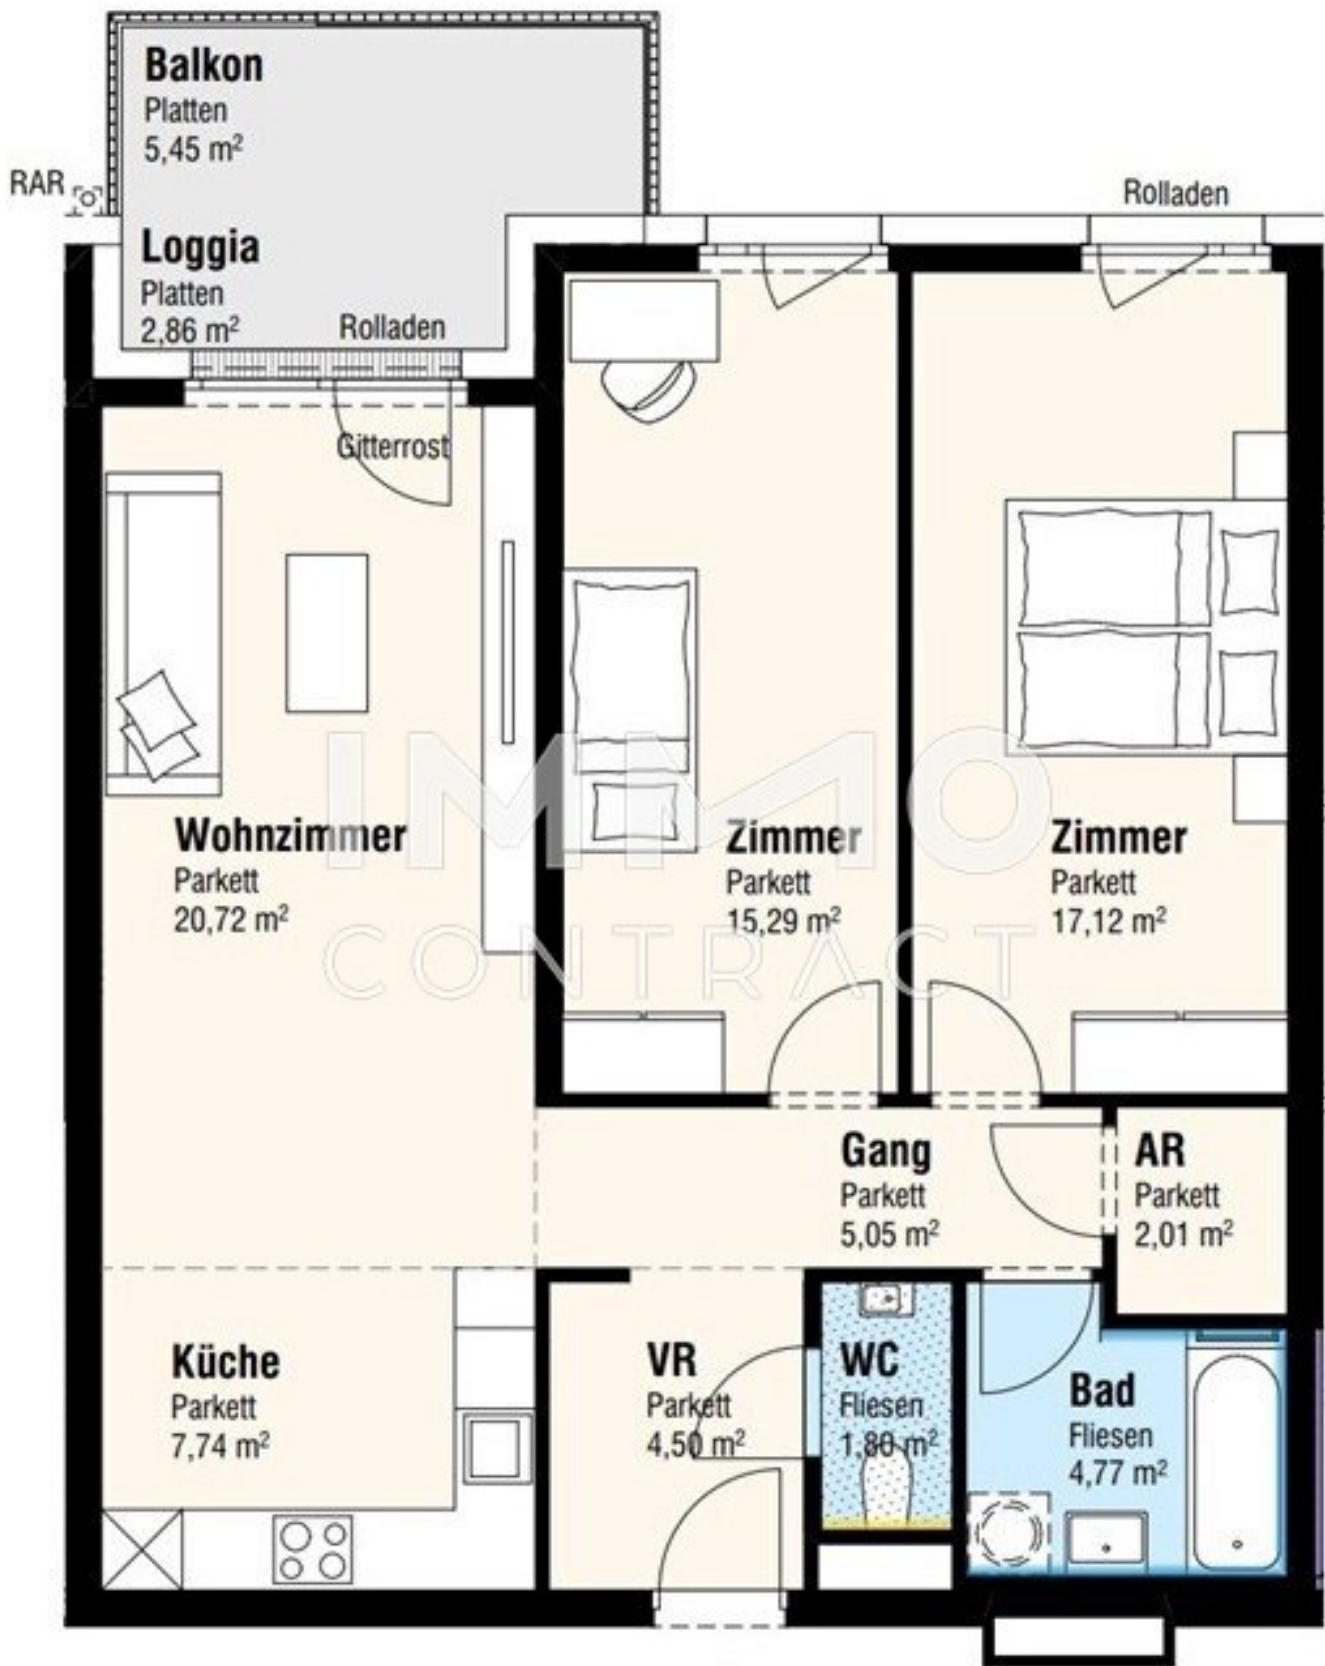 Balkon
Platten
5,45 m²
RAR
Rolladen
Loggia
Platten
2,86 m²
Rolladen
Gitterrost
IMMO
CONTRACT
Wohnzimmer
Parkett
20,72 m²
Zimmer
Parkett
15,29 m²
Zimmer
Parkett
17,12 m²
Gang
Parkett
5,05 m²
AR
Parkett
2,01 m²
Küche
Parkett
7,74 m²
VR
Parkett
4,50 m²
WC
Fliesen
1,80 m²
Bad
Fliesen
4,77 m²